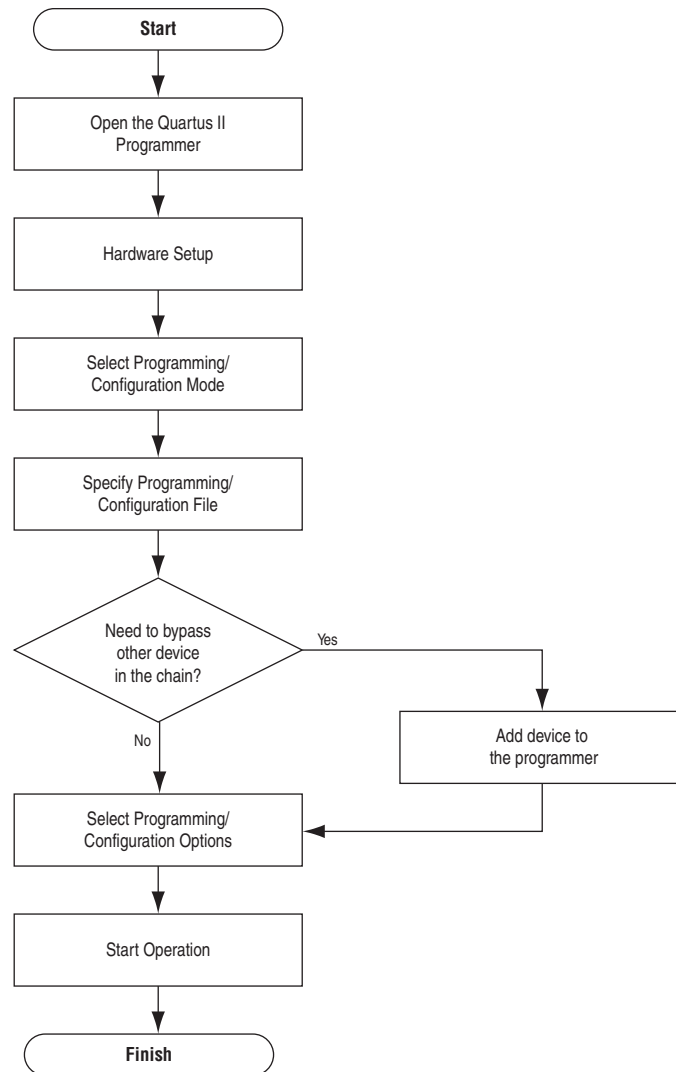 Start
Open the Quartus II
Programmer
Hardware Setup
Select Programming/
Configuration Mode
Specify Programming/
Configuration File
Need to bypass
other device
in the chain?
Yes
No
Add device to
the programmer
Select Programming/
Configuration Options
Start Operation
Finish